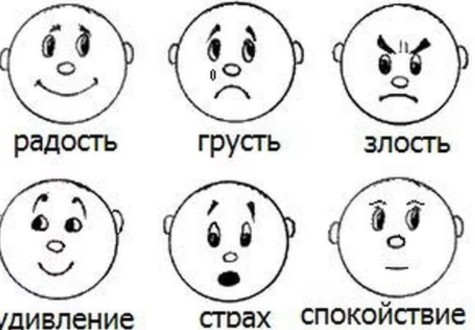 радость грусть злость
удивление страх спокойствие